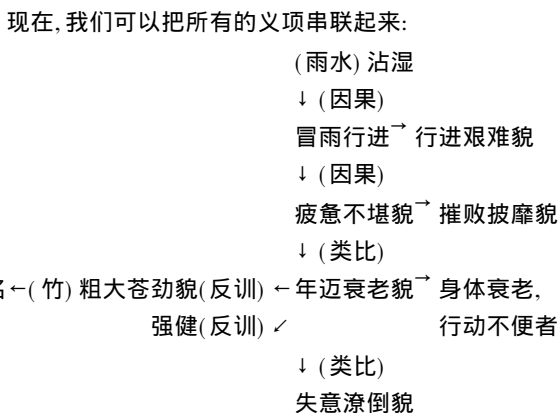 现在,我们可以把所有的义项串联起来:
(雨水)沾湿
↓(因果)
冒雨行进→行进艰难貌
↓(因果)
疲惫不堪貌→摧败披靡貌
↓(类比)
←(竹)粗大苍劲貌(反训)←年迈衰老貌→身体衰老,
强健(反训)↙ 行动不便者
↓(类比)
失意潦倒貌